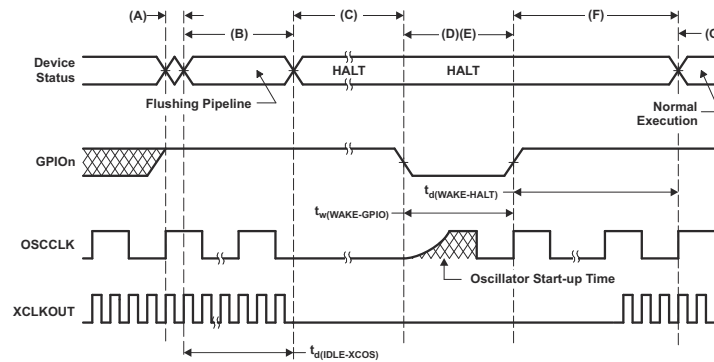 (A)
(B)
(C)
(D)(E)
(F)
Device
Status
Flushing Pipeline
HALT
HALT
Normal
Execution
GPIOn
td(WAKE-HALT)
tw(WAKE-GPIO)
OSCCLK
Oscillator Start-up Time
XCLKOUT
td(IDLE-XCOS)